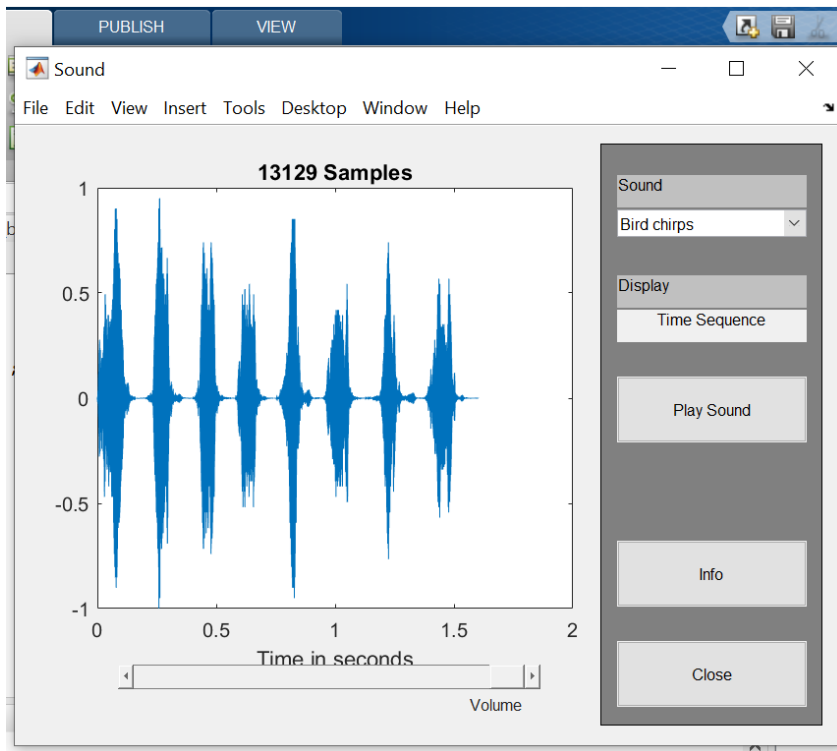 PUBLISH VIEW
Sound
File Edit View Insert Tools Desktop Window Help
13129 Samples
1
0.5
0
-0.5
-1
0 0.5 1 1.5 2
Time in seconds
Volume
Sound
Bird chirps
Display
Time Sequence
Play Sound
Info
Close